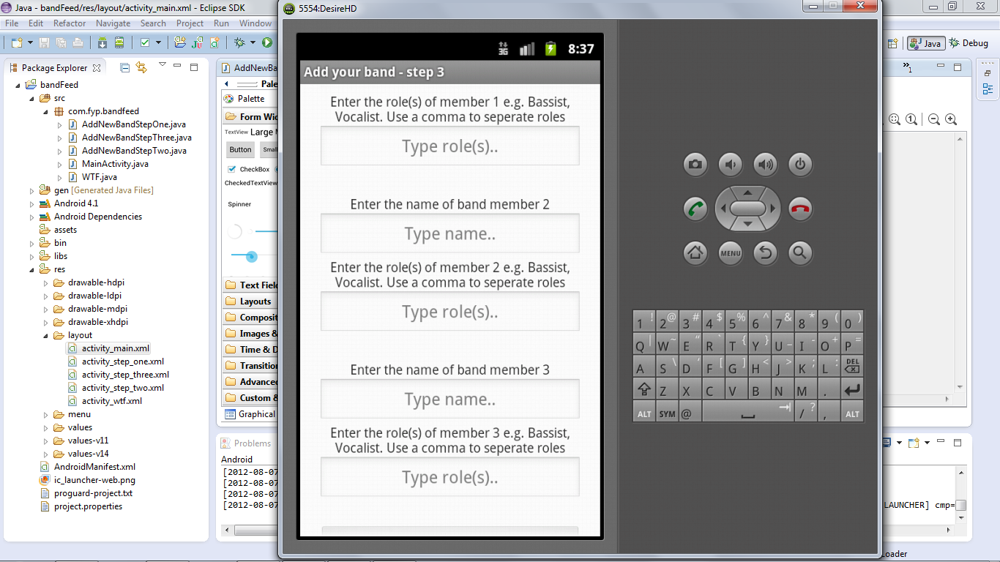 Java - bandFeed/res/layout/activity_main.xml - Eclipse SDK
File Edit Refactor Navigate Search Project Run Window
Java Debug
Package Explorer
bandFeed
src
com.fyp.bandfeed
AddNewBandStepOne.java
AddNewBandStepThree.java
AddNewBandStepTwo.java
MainActivity.java
WTF.java
gen [Generated Java Files]
Android 4.1
Android Dependencies
assets
bin
libs
res
drawable-hdpi
drawable-ldpi
drawable-mdpi
drawable-xhdpi
layout
activity_main.xml
activity_step_one.xml
activity_step_three.xml
activity_step_two.xml
activity_wtf.xml
menu
values
values-v11
values-v14
AndroidManifest.xml
ic_launcher-web.png
proguard-project.txt
project.properties
AddNewBa
Pale
Palette
Form Wid
TextView Large M
Button Small
CheckBox
CheckedTextView
Spinner
Text Field
Layouts
Composit
Images &
Time & D
Transition
Advanced
Custom &
Graphical
Problems
Android
[2012-08-07
[2012-08-07
[2012-08-07
[2012-08-07
5554:DesireHD
3G 8:37
Add your band - step 3
Enter the role(s) of member 1 e.g. Bassist,
Vocalist. Use a comma to seperate roles
Type role(s)..
Enter the name of band member 2
Type name..
Enter the role(s) of member 2 e.g. Bassist,
Vocalist. Use a comma to seperate roles
Type role(s)..
Enter the name of band member 3
Type name..
Enter the role(s) of member 3 e.g. Bassist,
Vocalist. Use a comma to seperate roles
Type role(s)..
MENU
1 ! 2 @ 3 # 4 $ 5 % 6 ^ 7 & 8 * 9 ( 0 )
Q | W ~ E " R ` T { Y } U _ I - O + P =
A S \ D ' F [ G ] H < J > K ; L : DEL
Z X C V B N M .
ALT SYM @ / ? , ALT
»1
LAUNCHER] cmp=
Loader